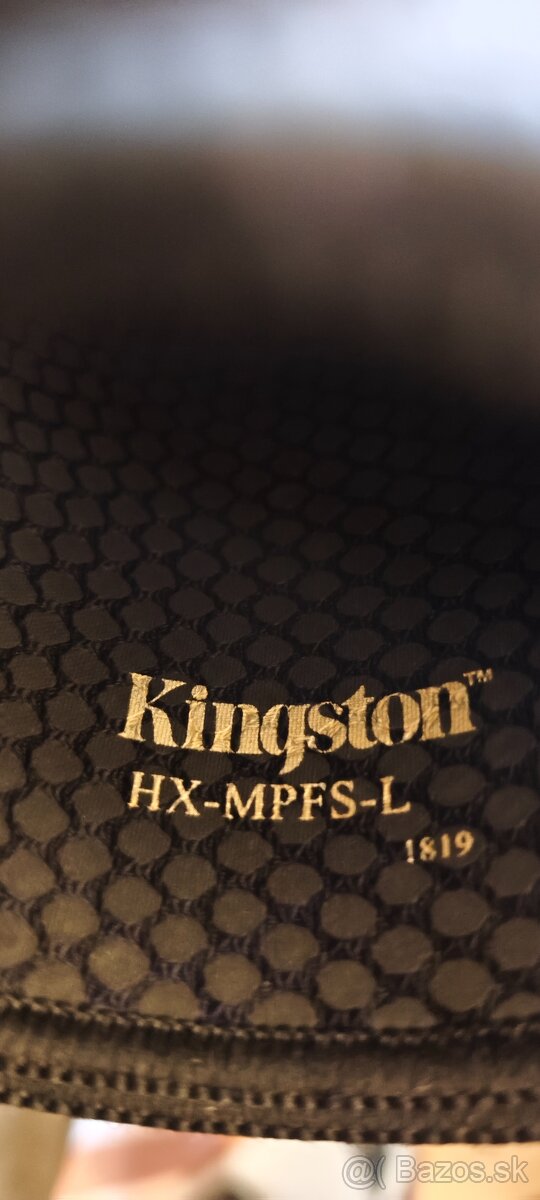 Kingston™
HX-MPFS-L
1819
@( Bazos.sk